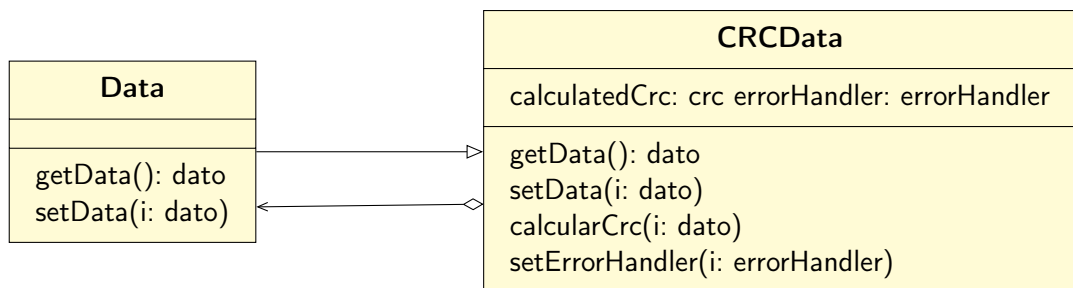 Data
getData(): dato
setData(i: dato)
CRCData
calculatedCrc: crc errorHandler: errorHandler
getData(): dato
setData(i: dato)
calcularCrc(i: dato)
setErrorHandler(i: errorHandler)